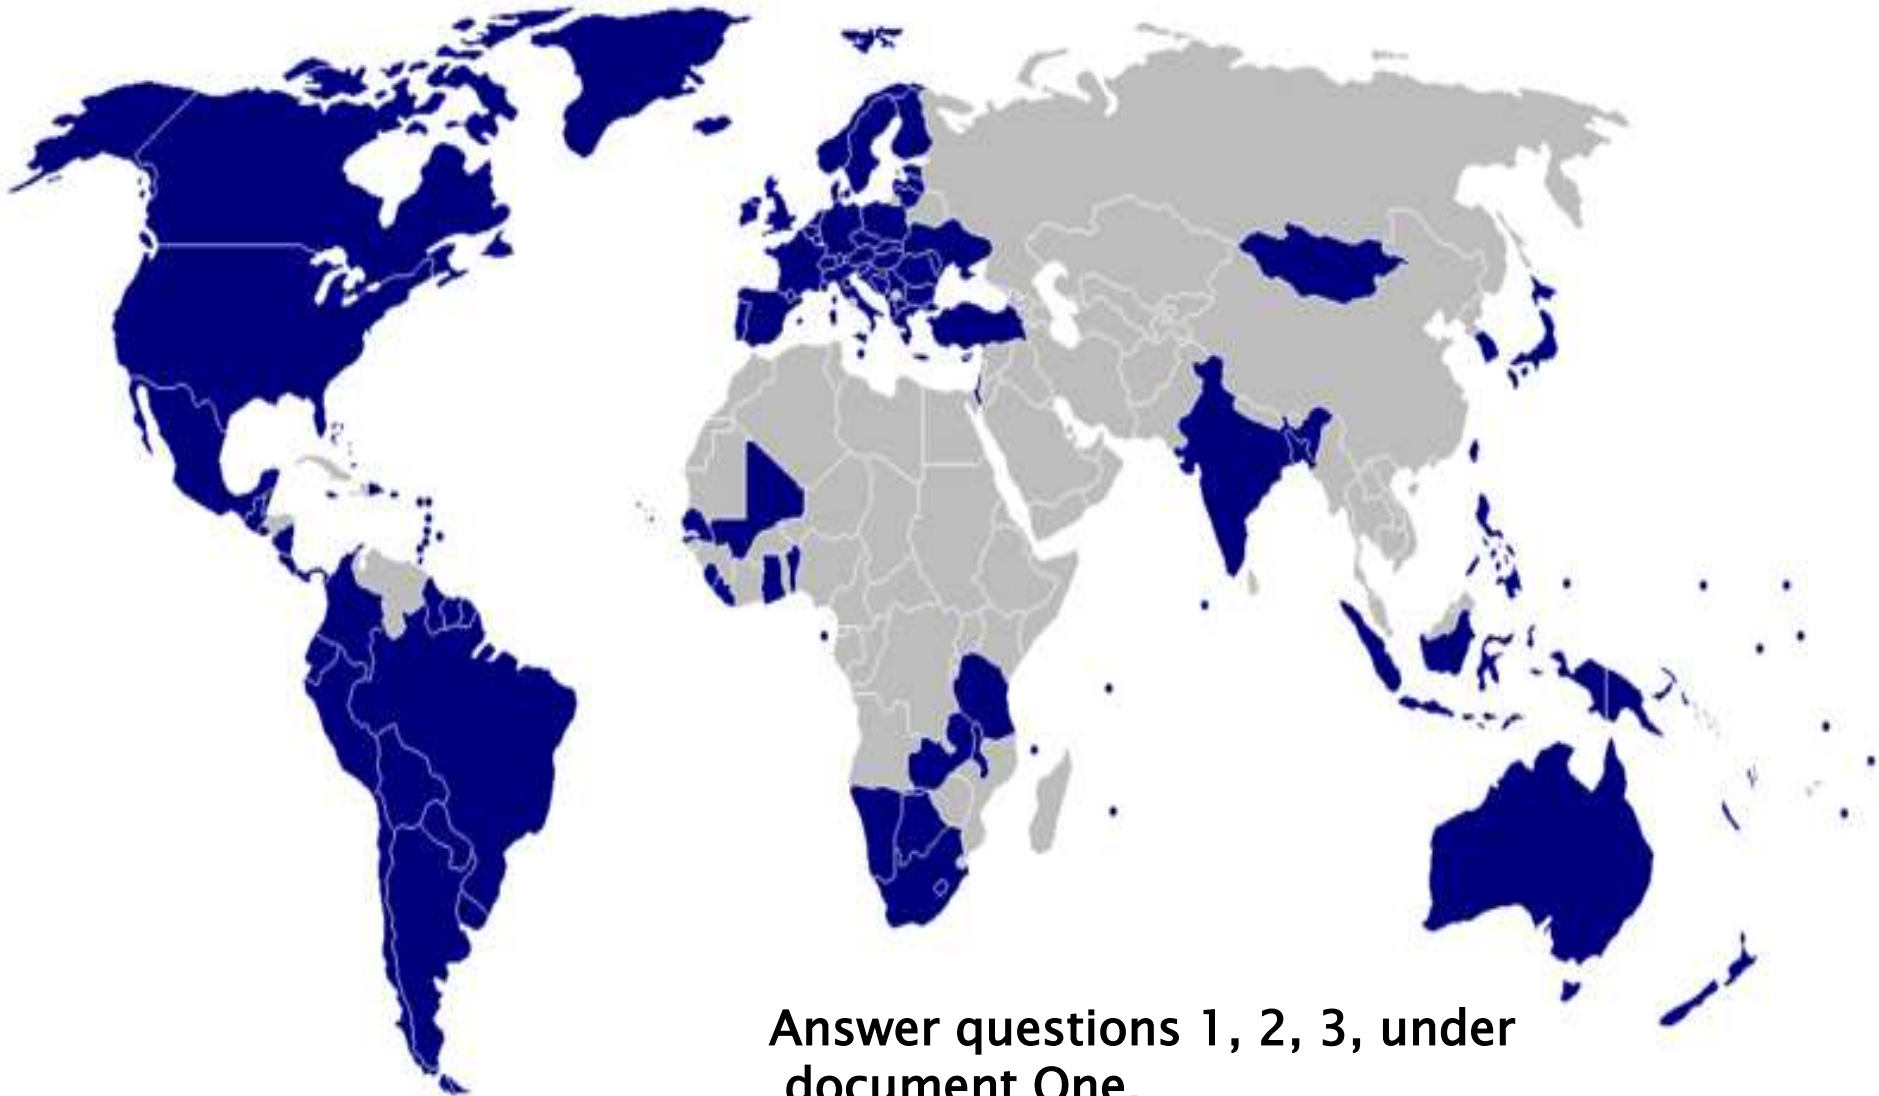 Answer questions 1, 2, 3, under
document One.